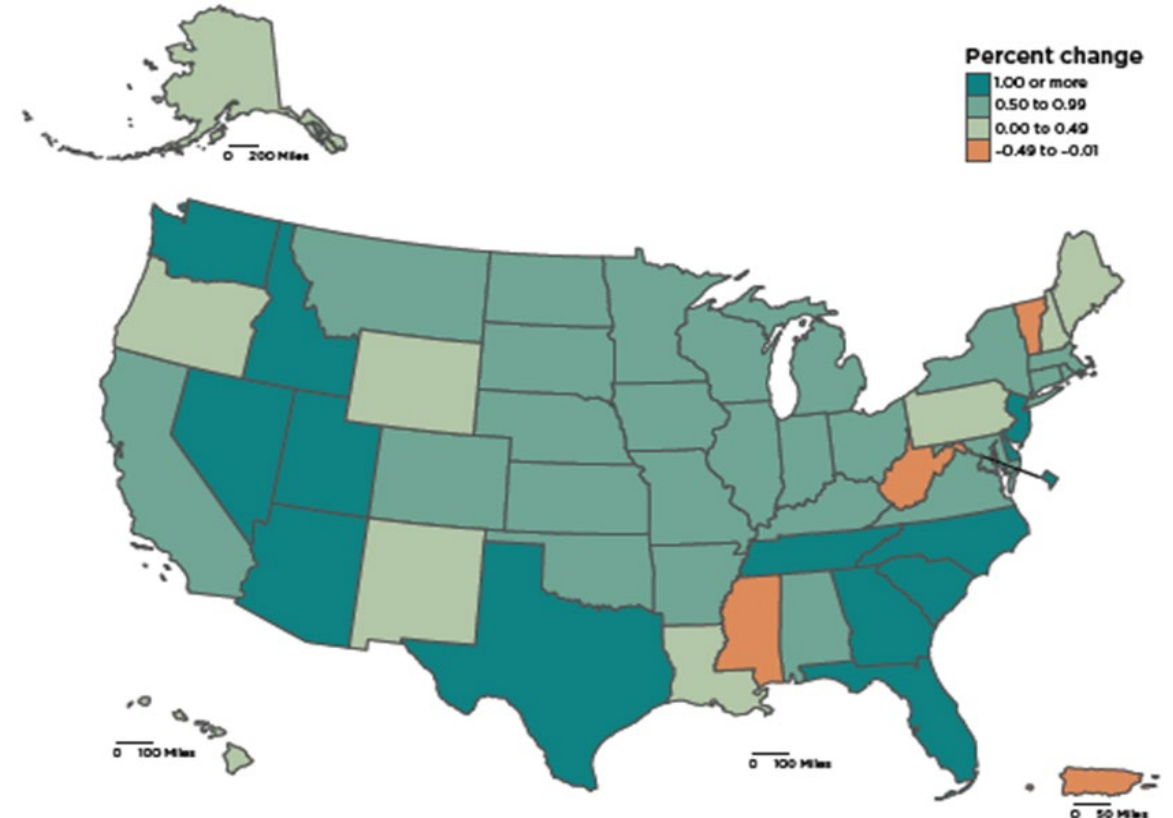 Percent change
1.00 or more
0.50 to 0.99
0.00 to 0.49
-0.49 to -0.01
0 200 Miles
0 100 Miles
0 100 Miles
0 50 Miles